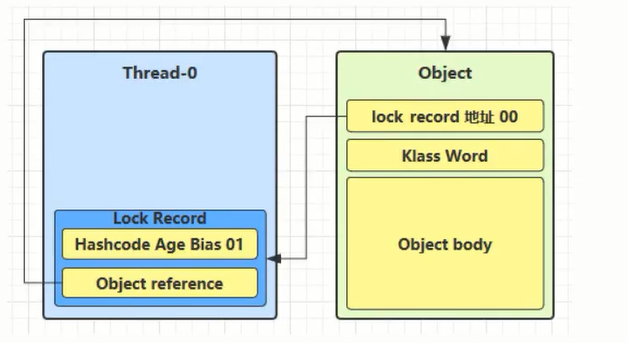 Thread-0
Lock Record
Hashcode Age Bias 01
Object reference
Object
lock record 地址 00
Klass Word
Object body